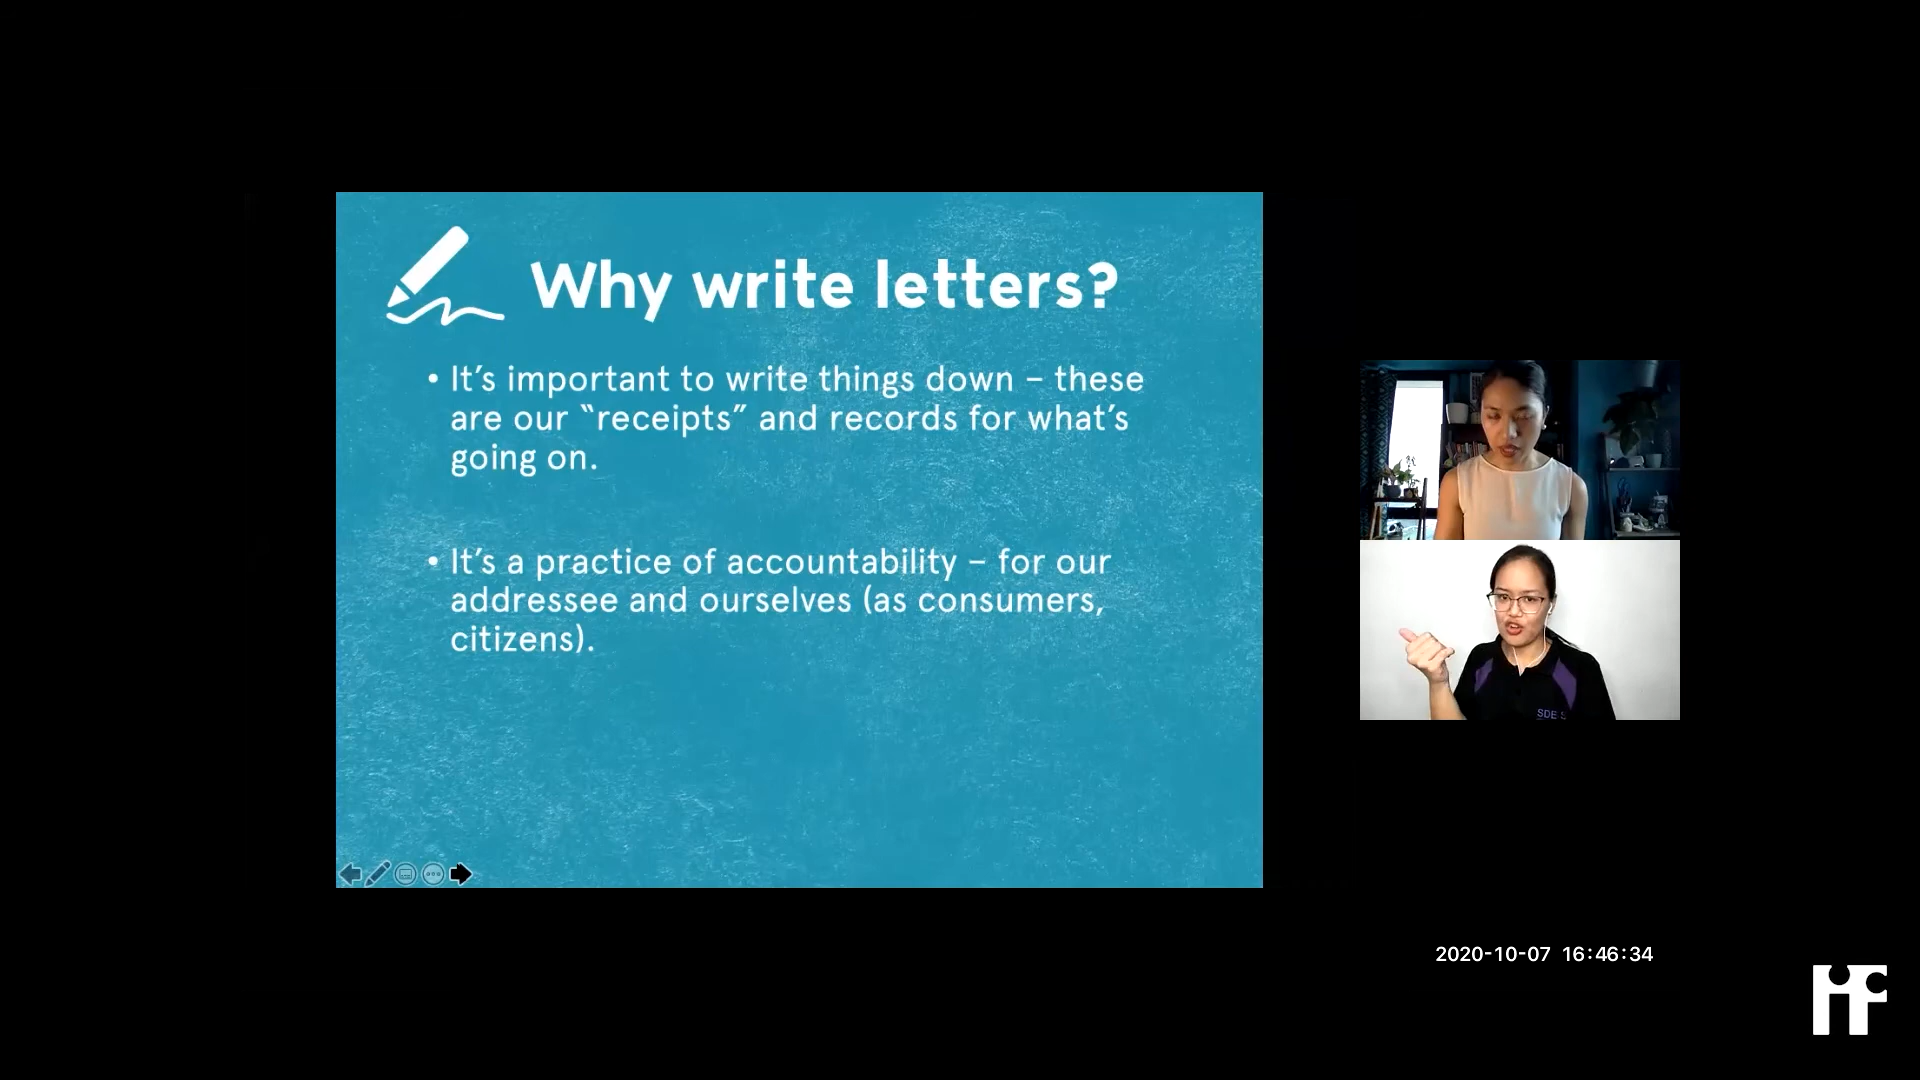 Why write letters?
• It’s important to write things down – these
are our “receipts” and records for what’s
going on.
• It’s a practice of accountability – for our
addressee and ourselves (as consumers,
citizens).
SDE
2020-10-07 16:46:34